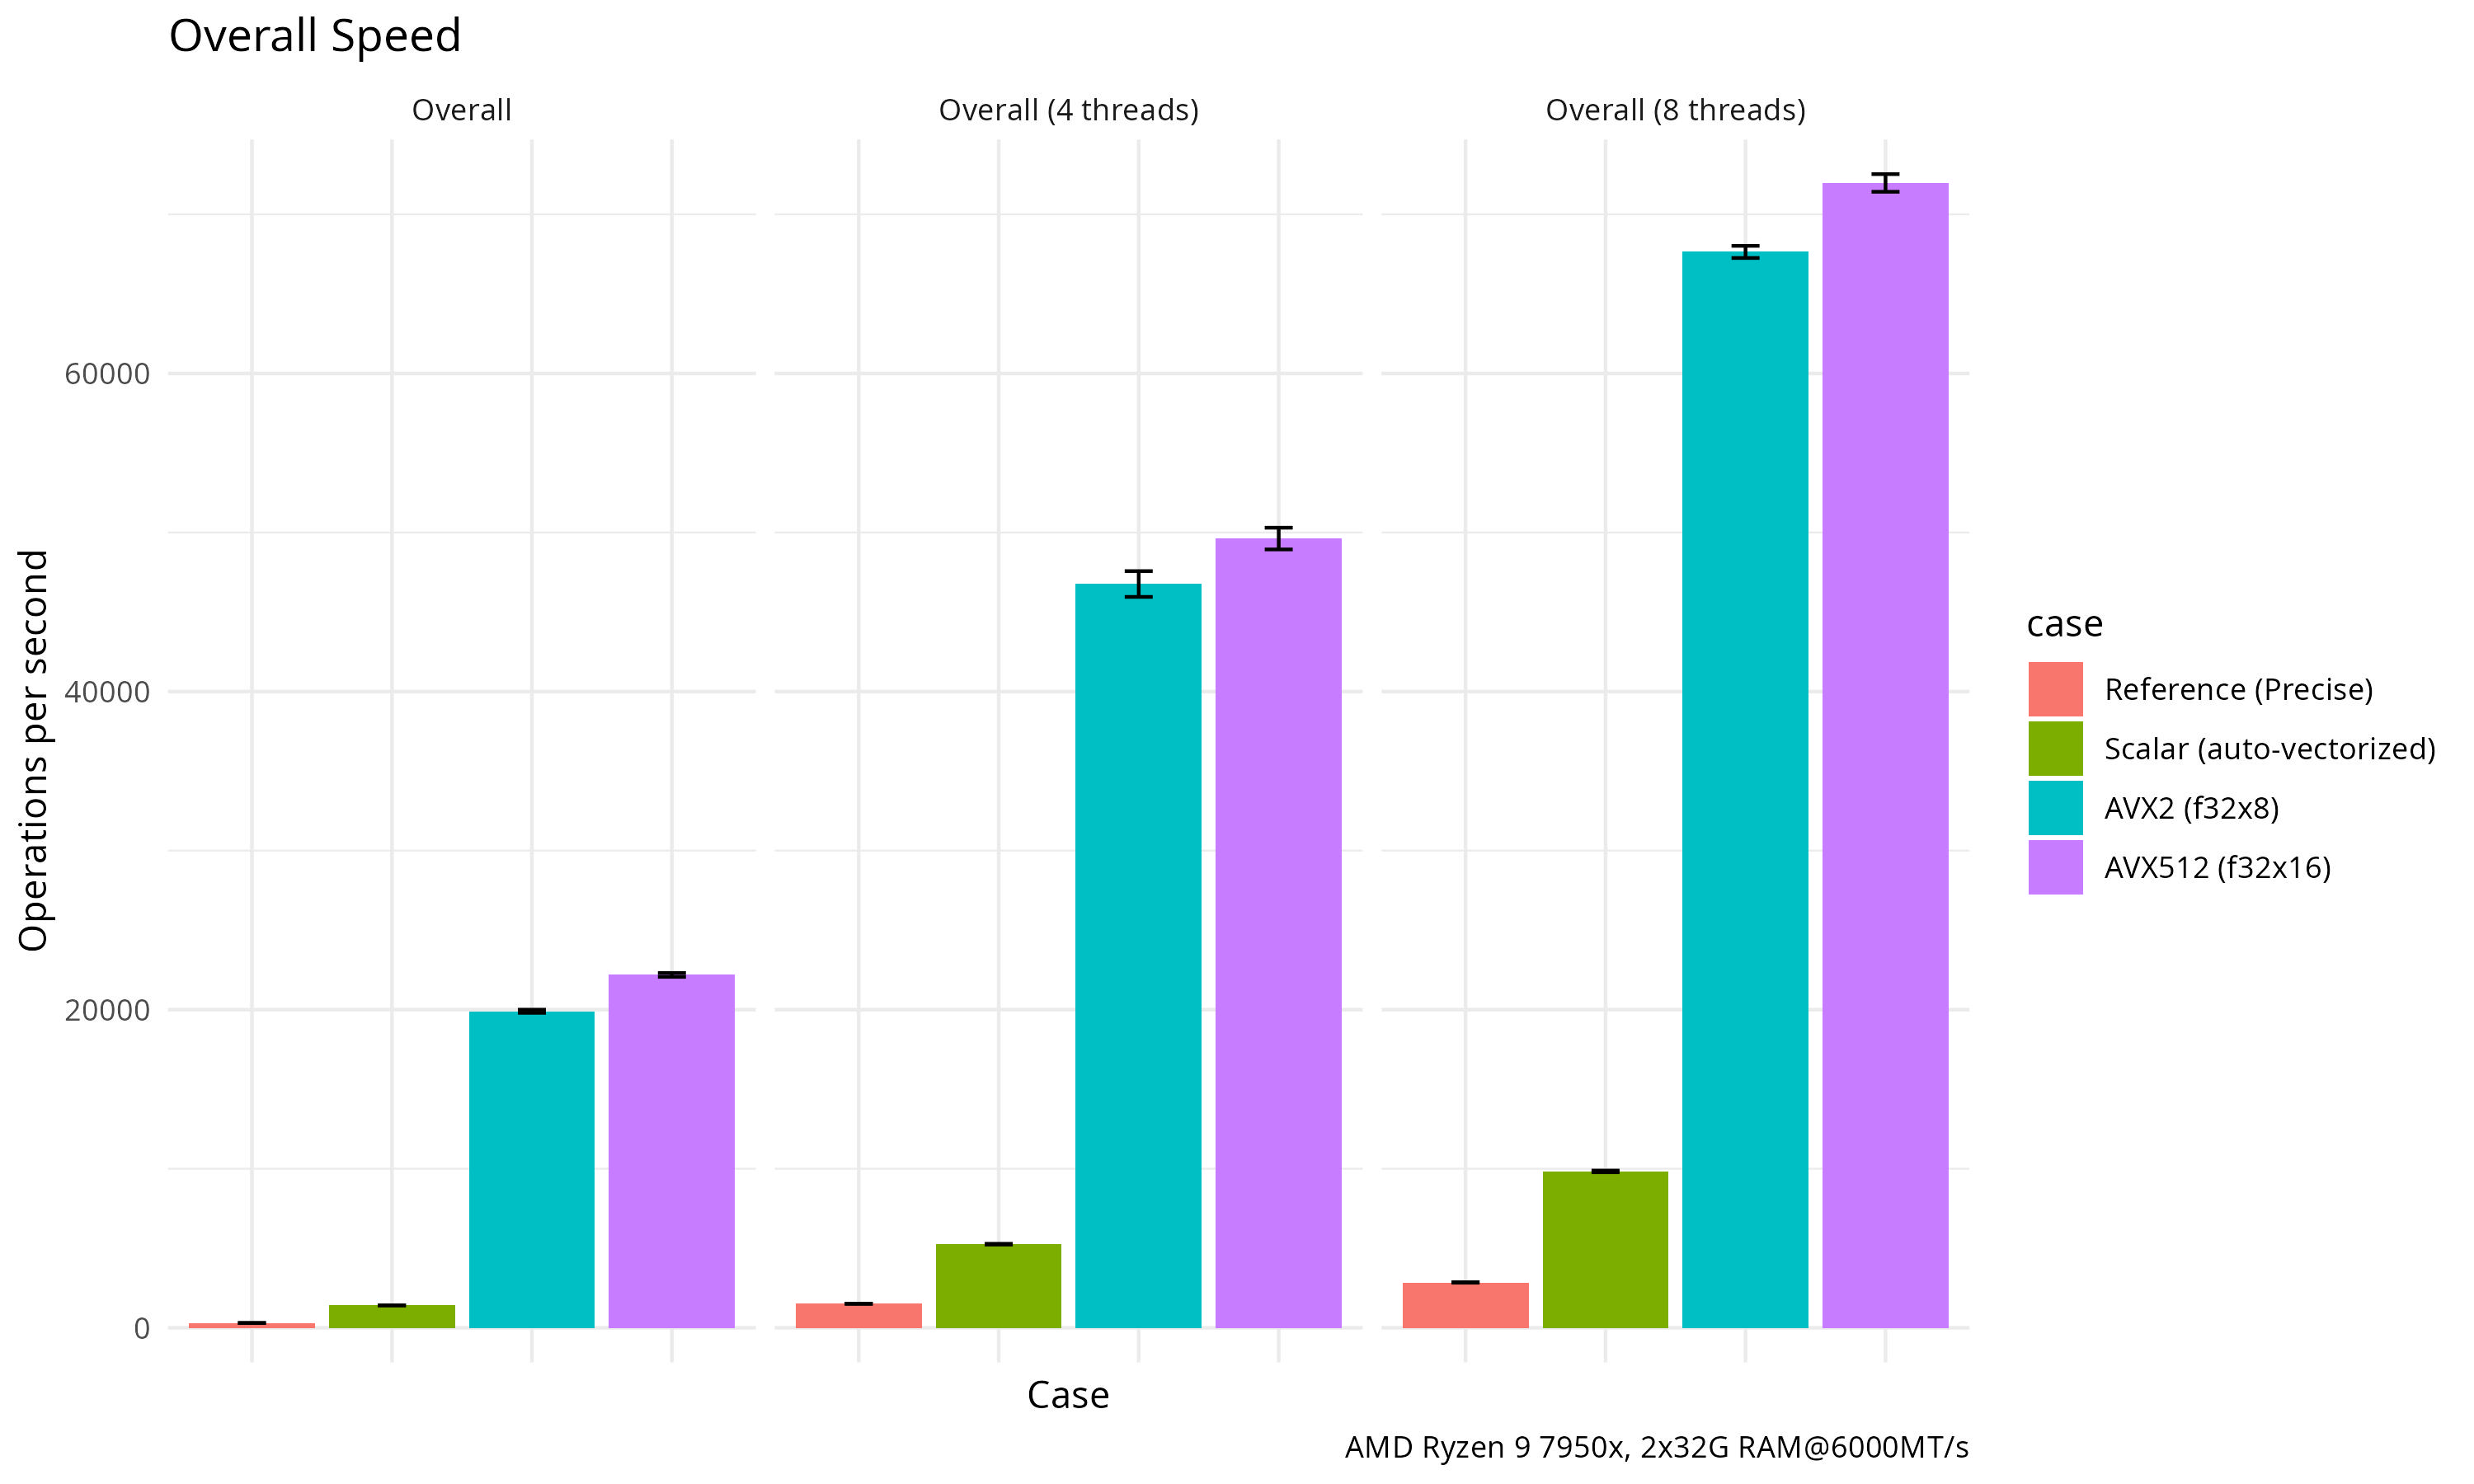 Overall Speed
Overall
Overall (4 threads)
Overall (8 threads)
Operations per second
60000
40000
20000
0
Case
case
Reference (Precise)
Scalar (auto-vectorized)
AVX2 (f32x8)
AVX512 (f32x16)
AMD Ryzen 9 7950x, 2x32G RAM@6000MT/s